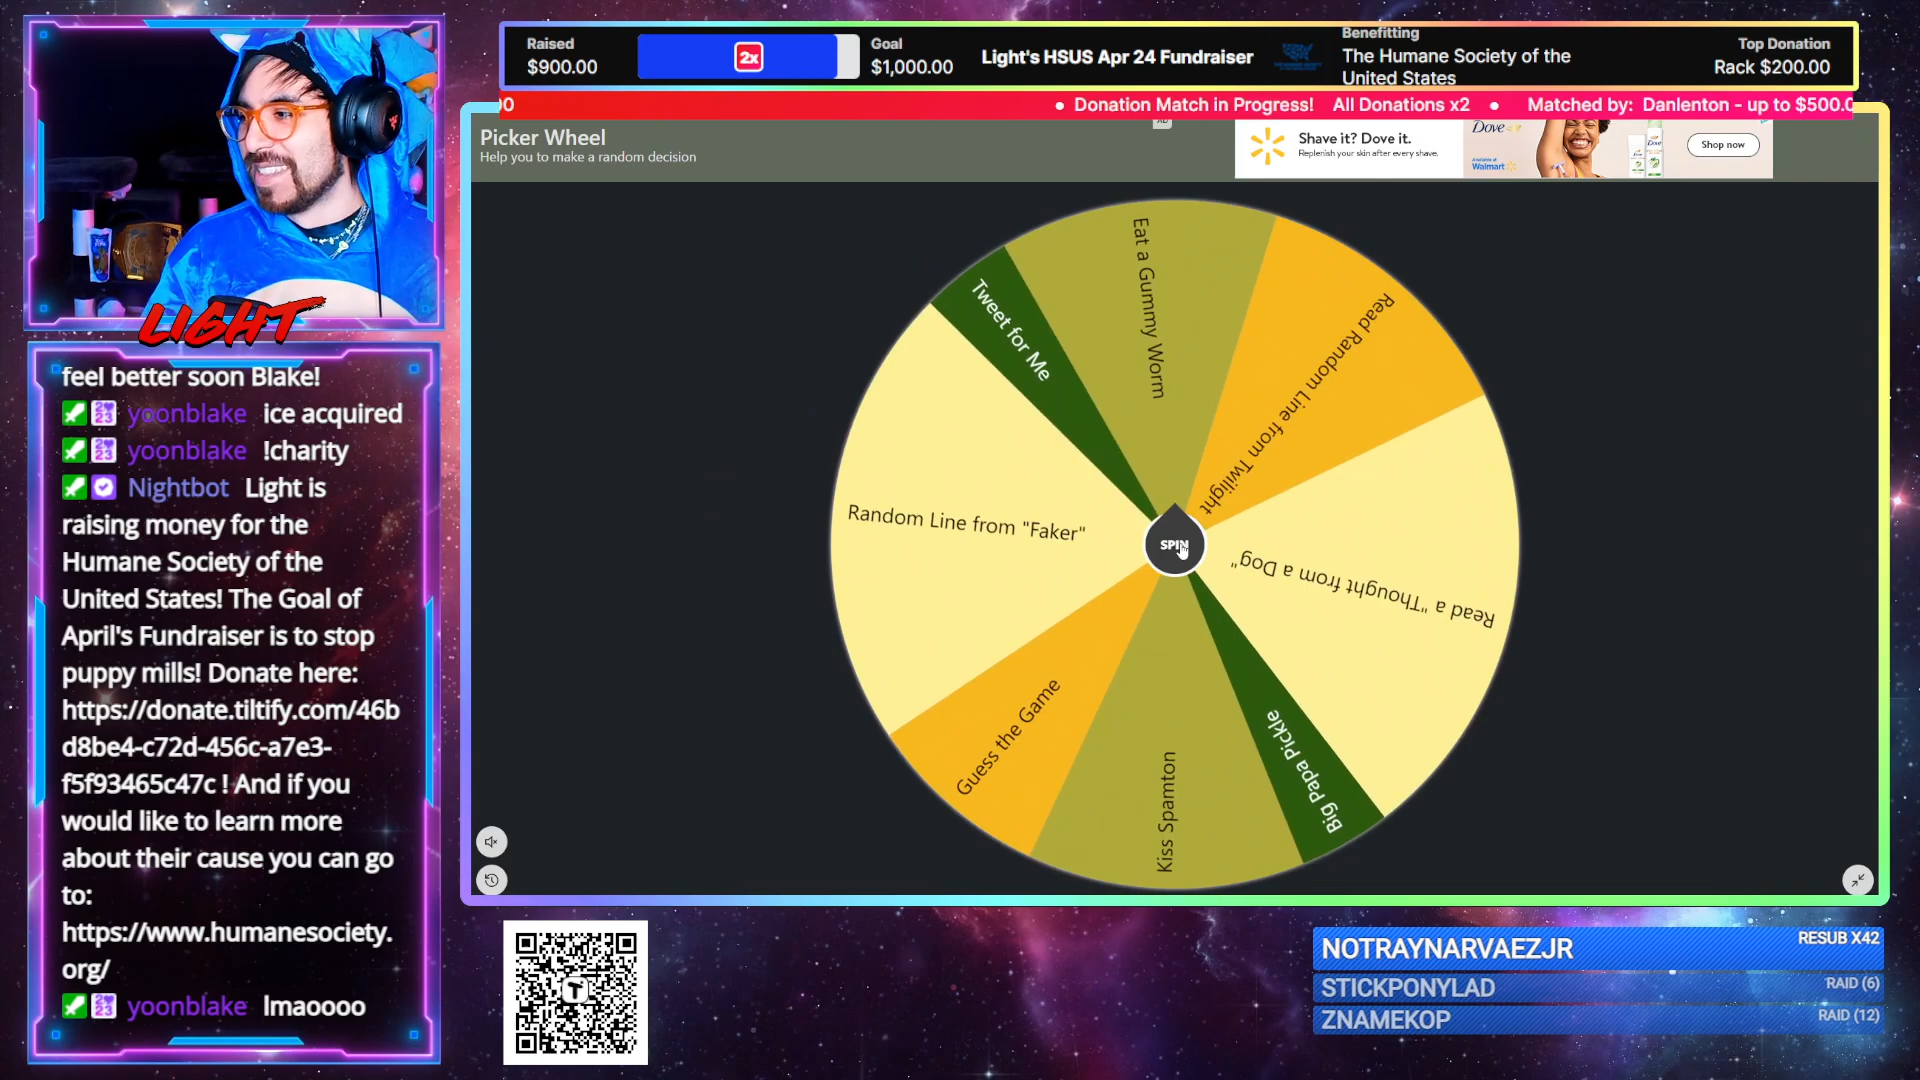 Raised
$900.00
2x
Goal
$1,000.00
Light's HSUS Apr 24 Fundraiser
Benefitting
The Humane Society of the
United States
Top Donation
Rack $200.00
00
• Donation Match in Progress! All Donations x2 • Matched by: Danlenton - up to $500.0
Picker Wheel
Help you to make a random decision
Shave it? Dove it.
Replenish your skin after every shave.
Dove
Available at
Walmart
Shop now
LIGHT
feel better soon Blake!
yoonblake ice acquired
yoonblake !charity
Nightbot Light is
raising money for the
Humane Society of the
United States! The Goal of
April's Fundraiser is to stop
puppy mills! Donate here:
https://donate.tiltify.com/46b
d8be4-c72d-456c-a7e3-
f5f93465c47c ! And if you
would like to learn more
about their cause you can go
to:
https://www.humanesociety.
org/
yoonblake lmaoooo
Tweet for Me
Eat a Gummy Worm
Read Random Line from Twilight
Read a "Thought from a Dog"
Big Papa Pickle
Kiss Spamton
Guess the Game
Random Line from "Faker"
SPIN
T
NOTRAYNARVAEZJR RESUB X42
STICKPONYLAD RAID (6)
ZNAMEKOP RAID (12)